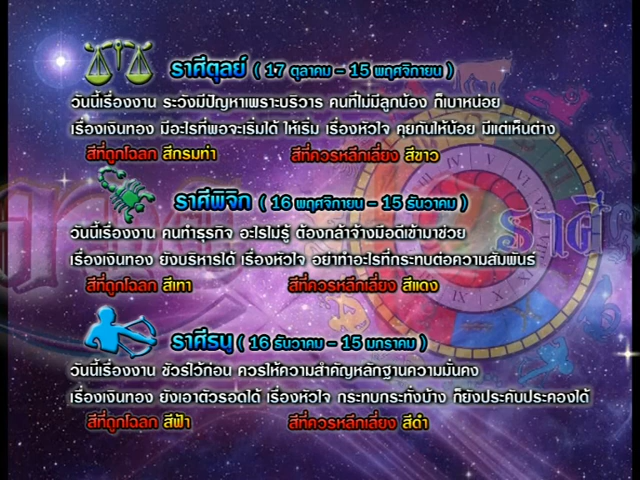 ราศีตุลย์ ( 17 ตุลาคม – 15 พฤศจิกายน )
วันนี้เรื่องงาน ระวังมีปัญหาเพราะบริวาร คนที่ไม่มีลูกน้อง ก็เบาหน่อย
เรื่องเงินทอง มีอะไรที่พอจะเริ่มได้ ให้เริ่ม เรื่องหัวใจ คุยกันให้น้อย มีแต่เห็นต่าง
สีที่ถูกโฉลก สีกรมท่า สีที่ควรหลีกเลี่ยง สีขาว
ราศีพิจิก ( 16 พฤศจิกายน – 15 ธันวาคม )
วันนี้เรื่องงาน คนทำธุรกิจ อะไรไม่รู้ ต้องกล้าจ้างมือดีเข้ามาช่วย
เรื่องเงินทอง ยังบริหารได้ เรื่องหัวใจ อย่าทำอะไรที่กระทบต่อความสัมพันธ์
สีที่ถูกโฉลก สีเทา สีที่ควรหลีกเลี่ยง สีแดง
ราศีธนู ( 16 ธันวาคม – 15 มกราคม )
วันนี้เรื่องงาน ชัวร์ไว้ก่อน ควรให้ความสำคัญหลักฐานความมั่นคง
เรื่องเงินทอง ยังเอาตัวรอดได้ เรื่องหัวใจ กระทบกระทั่งบ้าง ก็ยังประคับประคองได้
สีที่ถูกโฉลก สีฟ้า สีที่ควรหลีกเลี่ยง สีดำ
ราศี